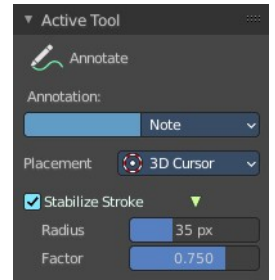 Active Tool
Annotate
Annotation:
Note
Placement 3D Cursor
Stabilize Stroke
Radius 35 px
Factor 0.750